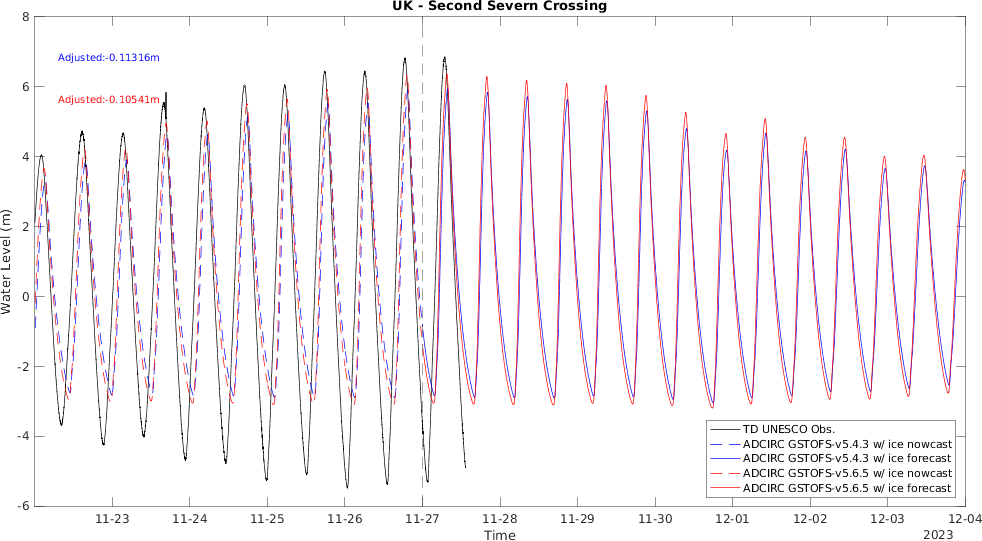 UK - Second Severn Crossing
8
6
4
2
0
-2
-4
-6
Water Level (m)
Adjusted:-0.11316m
Adjusted:-0.10541m
TD UNESCO Obs.
ADCIRC GSTOFS-v5.4.3 w/ ice nowcast
ADCIRC GSTOFS-v5.4.3 w/ ice forecast
ADCIRC GSTOFS-v5.6.5 w/ ice nowcast
ADCIRC GSTOFS-v5.6.5 w/ ice forecast
11-23 11-24 11-25 11-26 11-27 11-28 11-29 11-30 12-01 12-02 12-03 12-04
Time
2023